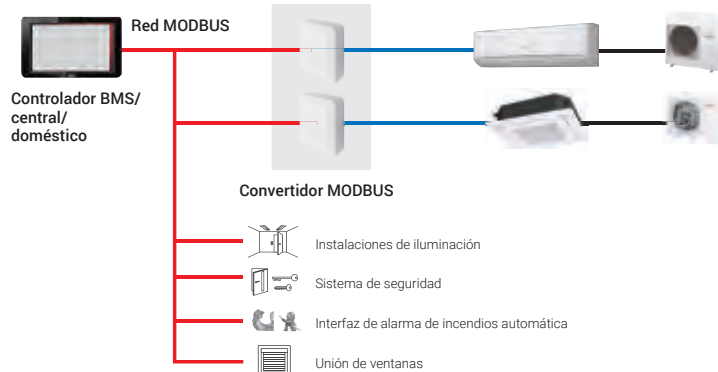 Red MODBUS
Controlador BMS/
central/
doméstico
Convertidor MODBUS
Instalaciones de iluminación
Sistema de seguridad
Interfaz de alarma de incendios automática
Unión de ventanas